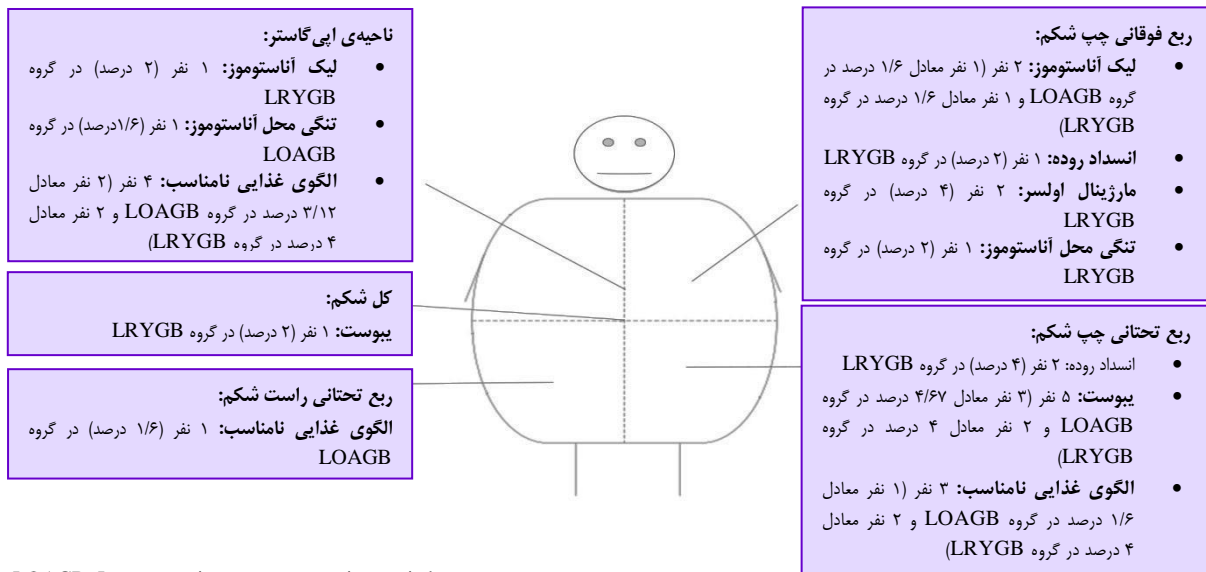 ربع فوقانی چپ شکم:
• لیک آناستوموز: ۲ نفر (۱ نفر معادل ۱/۶ درصد در
گروه LOAGB و ۱ نفر معادل ۱/۶ درصد در گروه
LRYGB)
• انسداد روده: ۱ نفر (۲ درصد) در گروه LRYGB
• مارژینال اولسر: ۲ نفر (۴ درصد) در گروه
LRYGB
• تنگی محل آناستوموز: ۱ نفر (۲ درصد) در گروه
LRYGB
ربع تحتانی چپ شکم:
• انسداد روده: ۲ نفر (۴ درصد) در گروه LRYGB
• یبوست: ۵ نفر (۳ نفر معادل ۴/۶۷ درصد در گروه
LOAGB و ۲ نفر معادل ۴ درصد در گروه
LRYGB)
• الگوی غذایی نامناسب: ۳ نفر (۱ نفر معادل
۱/۶ درصد در گروه LOAGB و ۲ نفر معادل
۴ درصد در گروه LRYGB)
ناحیه‌ی اپی‌گاستر:
• لیک آناستوموز: ۱ نفر (۲ درصد) در گروه
LRYGB
• تنگی محل آناستوموز: ۱ نفر (۱/۶درصد) در گروه
LOAGB
• الگوی غذایی نامناسب: ۴ نفر (۲ نفر معادل
۳/۱۲ درصد در گروه LOAGB و ۲ نفر معادل
۴ درصد در گروه LRYGB)
کل شکم:
یبوست: ۱ نفر (۲ درصد) در گروه LRYGB
ربع تحتانی راست شکم:
الگوی غذایی نامناسب: ۱ نفر (۱/۶ درصد) در گروه
LOAGB